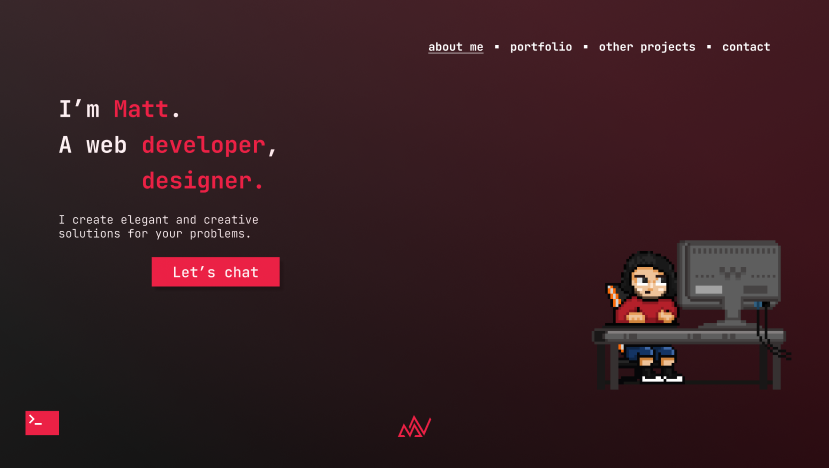 about me ▪ portfolio ▪ other projects ▪ contact
I’m Matt.
A web developer,
designer.
I create elegant and creative
solutions for your problems.
Let’s chat
>_